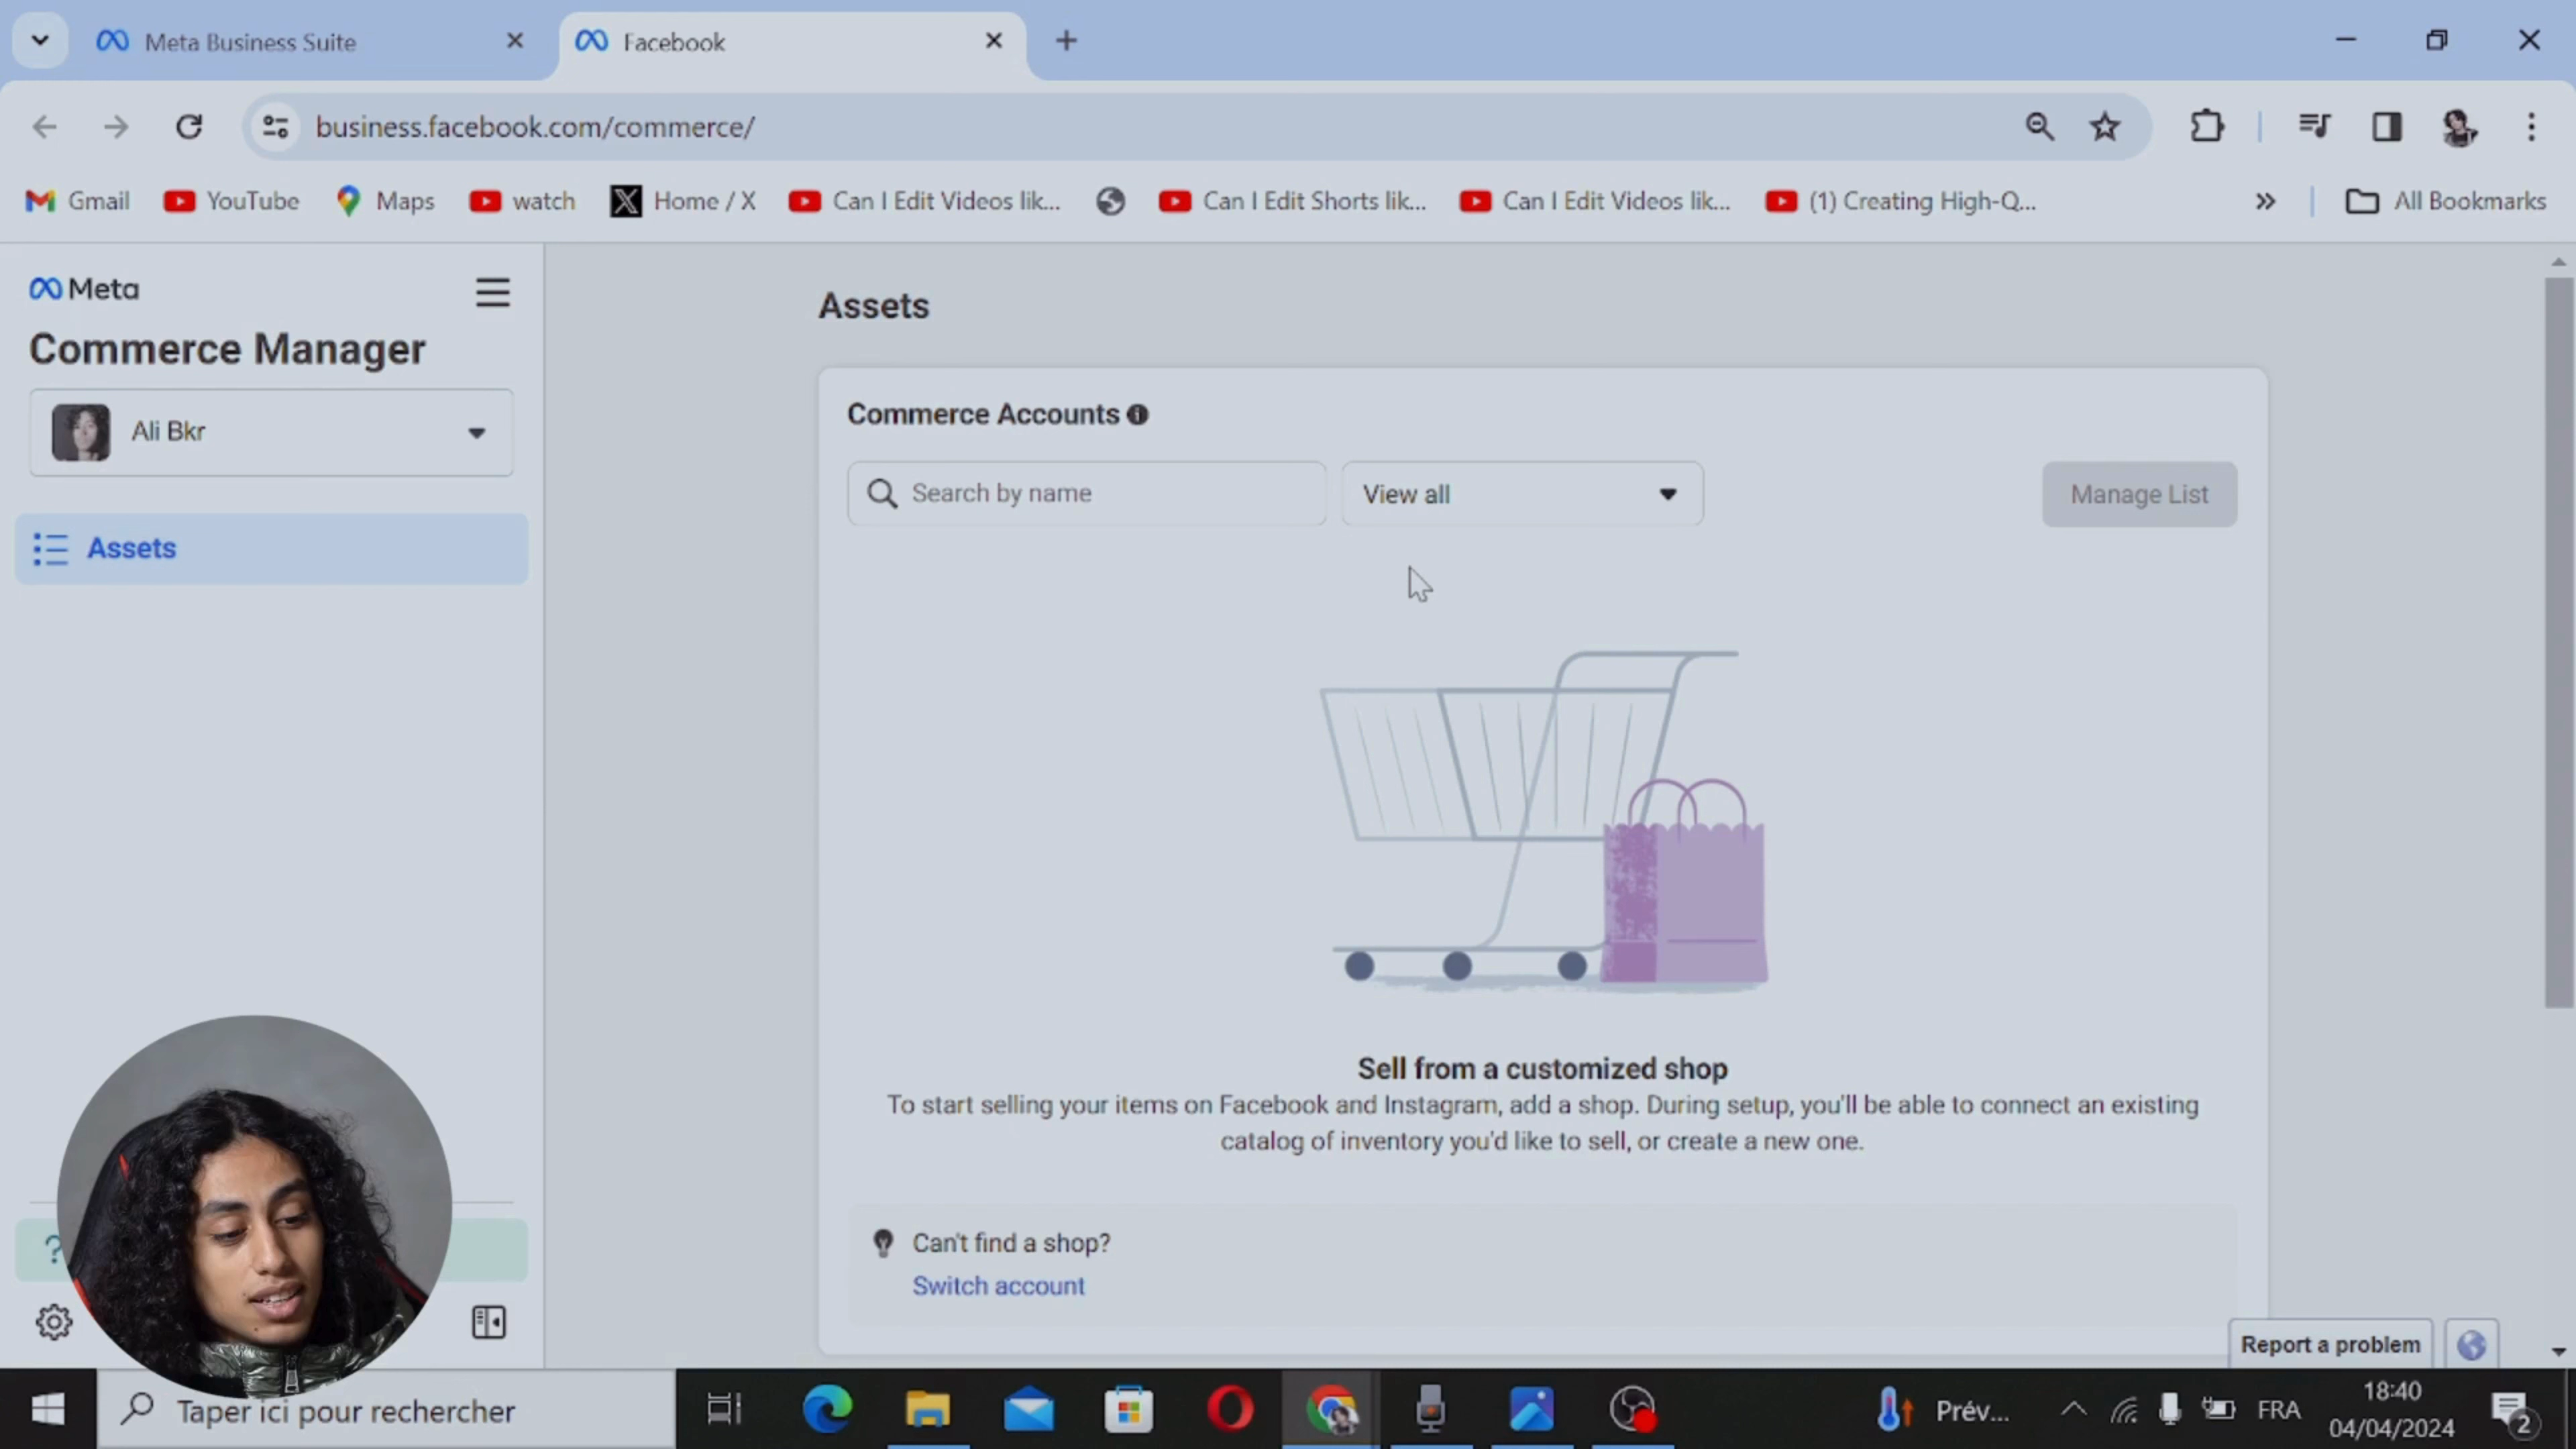 Meta Business Suite
Facebook
business.facebook.com/commerce/
Gmail
YouTube
Maps
watch
Home / X
Can I Edit Videos lik...
Can I Edit Shorts lik...
Can I Edit Videos lik...
(1) Creating High-Q...
All Bookmarks
Meta
Commerce Manager
Ali Bkr
Assets
Assets
Commerce Accounts
Search by name
View all
Manage List
Sell from a customized shop
To start selling your items on Facebook and Instagram, add a shop. During setup, you'll be able to connect an existing
catalog of inventory you'd like to sell, or create a new one.
Can't find a shop?
Switch account
Report a problem
Taper ici pour rechercher
Prév...
FRA
18:40
04/04/2024
2